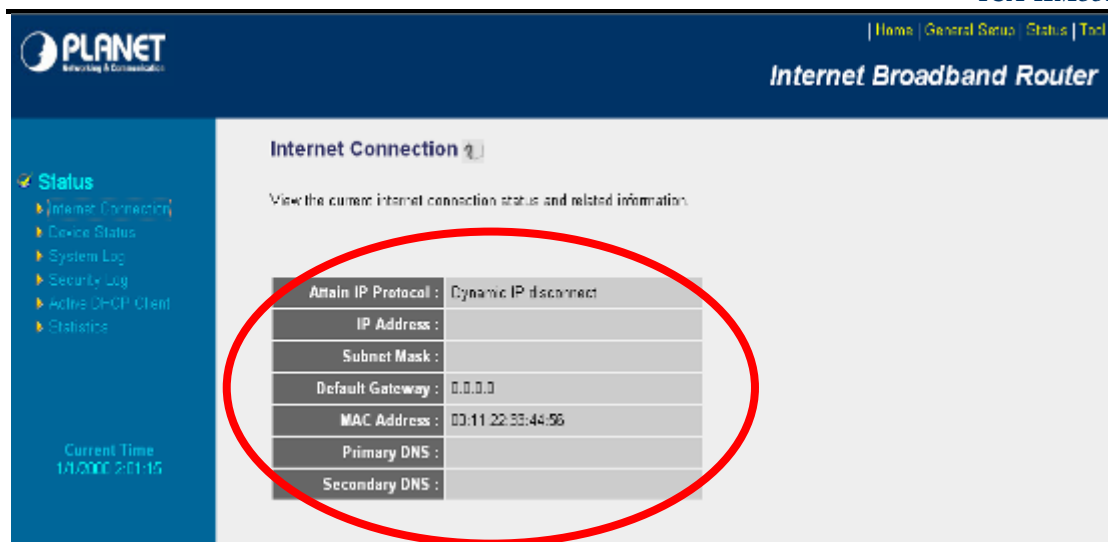 PLANET
Networking & Communication
| Home | General Setup | Status | Tool
Internet Broadband Router
Internet Connection
View the current internet connection status and related information.
Status
Internet Connection
Device Status
System Log
Security Log
Active DHCP Client
Statistics
Attain IP Protocol : Dynamic IP disconnect
IP Address :
Subnet Mask :
Default Gateway : 0.0.0.0
MAC Address : 00:11:22:33:44:56
Primary DNS :
Secondary DNS :
Current Time
1/1/2000 2:01:15